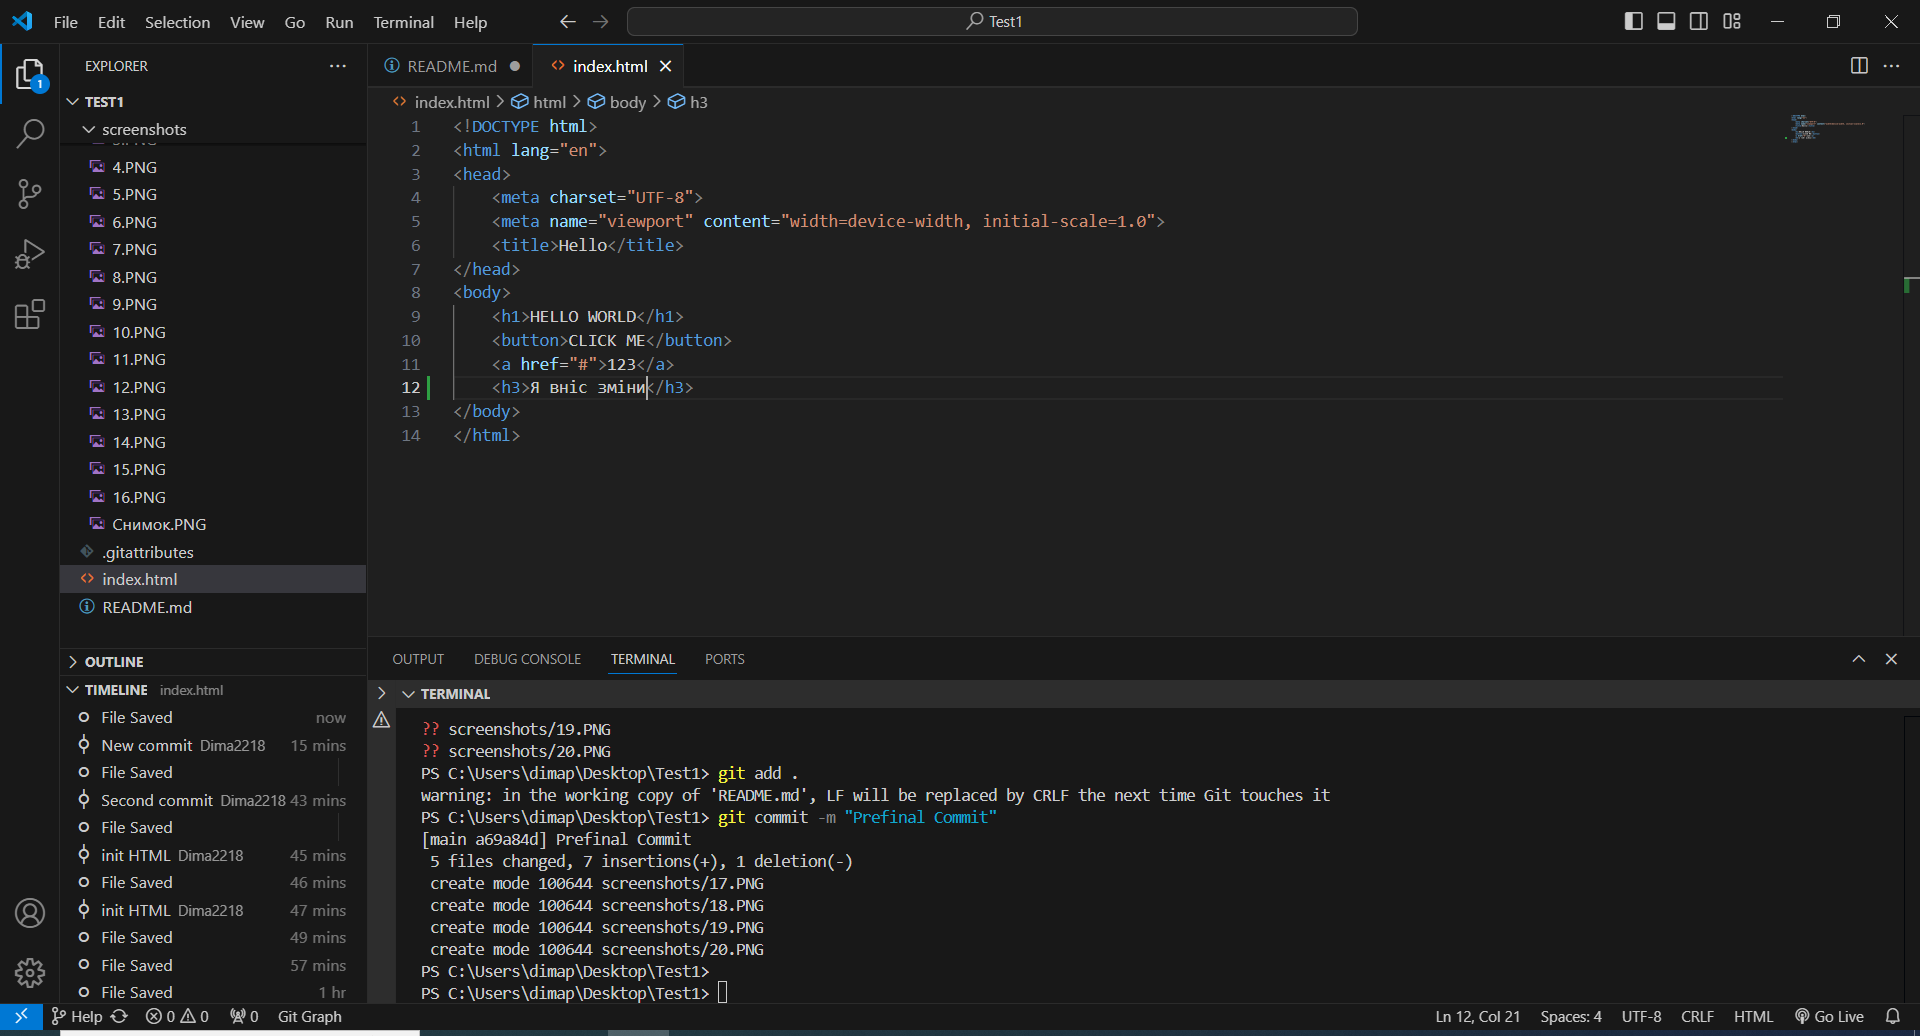 File Edit Selection View Go Run Terminal Help
Test1
EXPLORER
TEST1
screenshots
4.PNG
5.PNG
6.PNG
7.PNG
8.PNG
9.PNG
10.PNG
11.PNG
12.PNG
13.PNG
14.PNG
15.PNG
16.PNG
Снимок.PNG
.gitattributes
index.html
README.md
OUTLINE
TIMELINE index.html
File Saved now
New commit Dima2218 15 mins
File Saved
Second commit Dima2218 43 mins
File Saved
init HTML Dima2218 45 mins
File Saved 46 mins
init HTML Dima2218 47 mins
File Saved 49 mins
File Saved 57 mins
File Saved 1 hr
README.md index.html
index.html > html > body > h3
1 <!DOCTYPE html>
2 <html lang="en">
3 <head>
4 <meta charset="UTF-8">
5 <meta name="viewport" content="width=device-width, initial-scale=1.0">
6 <title>Hello</title>
7 </head>
8 <body>
9 <h1>HELLO WORLD</h1>
10 <button>CLICK ME</button>
11 <a href="#">123</a>
12 <h3>Я вніс зміни</h3>
13 </body>
14 </html>
OUTPUT DEBUG CONSOLE TERMINAL PORTS
TERMINAL
?? screenshots/19.PNG
?? screenshots/20.PNG
PS C:\Users\dimap\Desktop\Test1> git add .
warning: in the working copy of 'README.md', LF will be replaced by CRLF the next time Git touches it
PS C:\Users\dimap\Desktop\Test1> git commit -m "Prefinal Commit"
[main a69a84d] Prefinal Commit
5 files changed, 7 insertions(+), 1 deletion(-)
create mode 100644 screenshots/17.PNG
create mode 100644 screenshots/18.PNG
create mode 100644 screenshots/19.PNG
create mode 100644 screenshots/20.PNG
PS C:\Users\dimap\Desktop\Test1>
PS C:\Users\dimap\Desktop\Test1>
Help 0 0 0 Git Graph Ln 12, Col 21 Spaces: 4 UTF-8 CRLF HTML Go Live